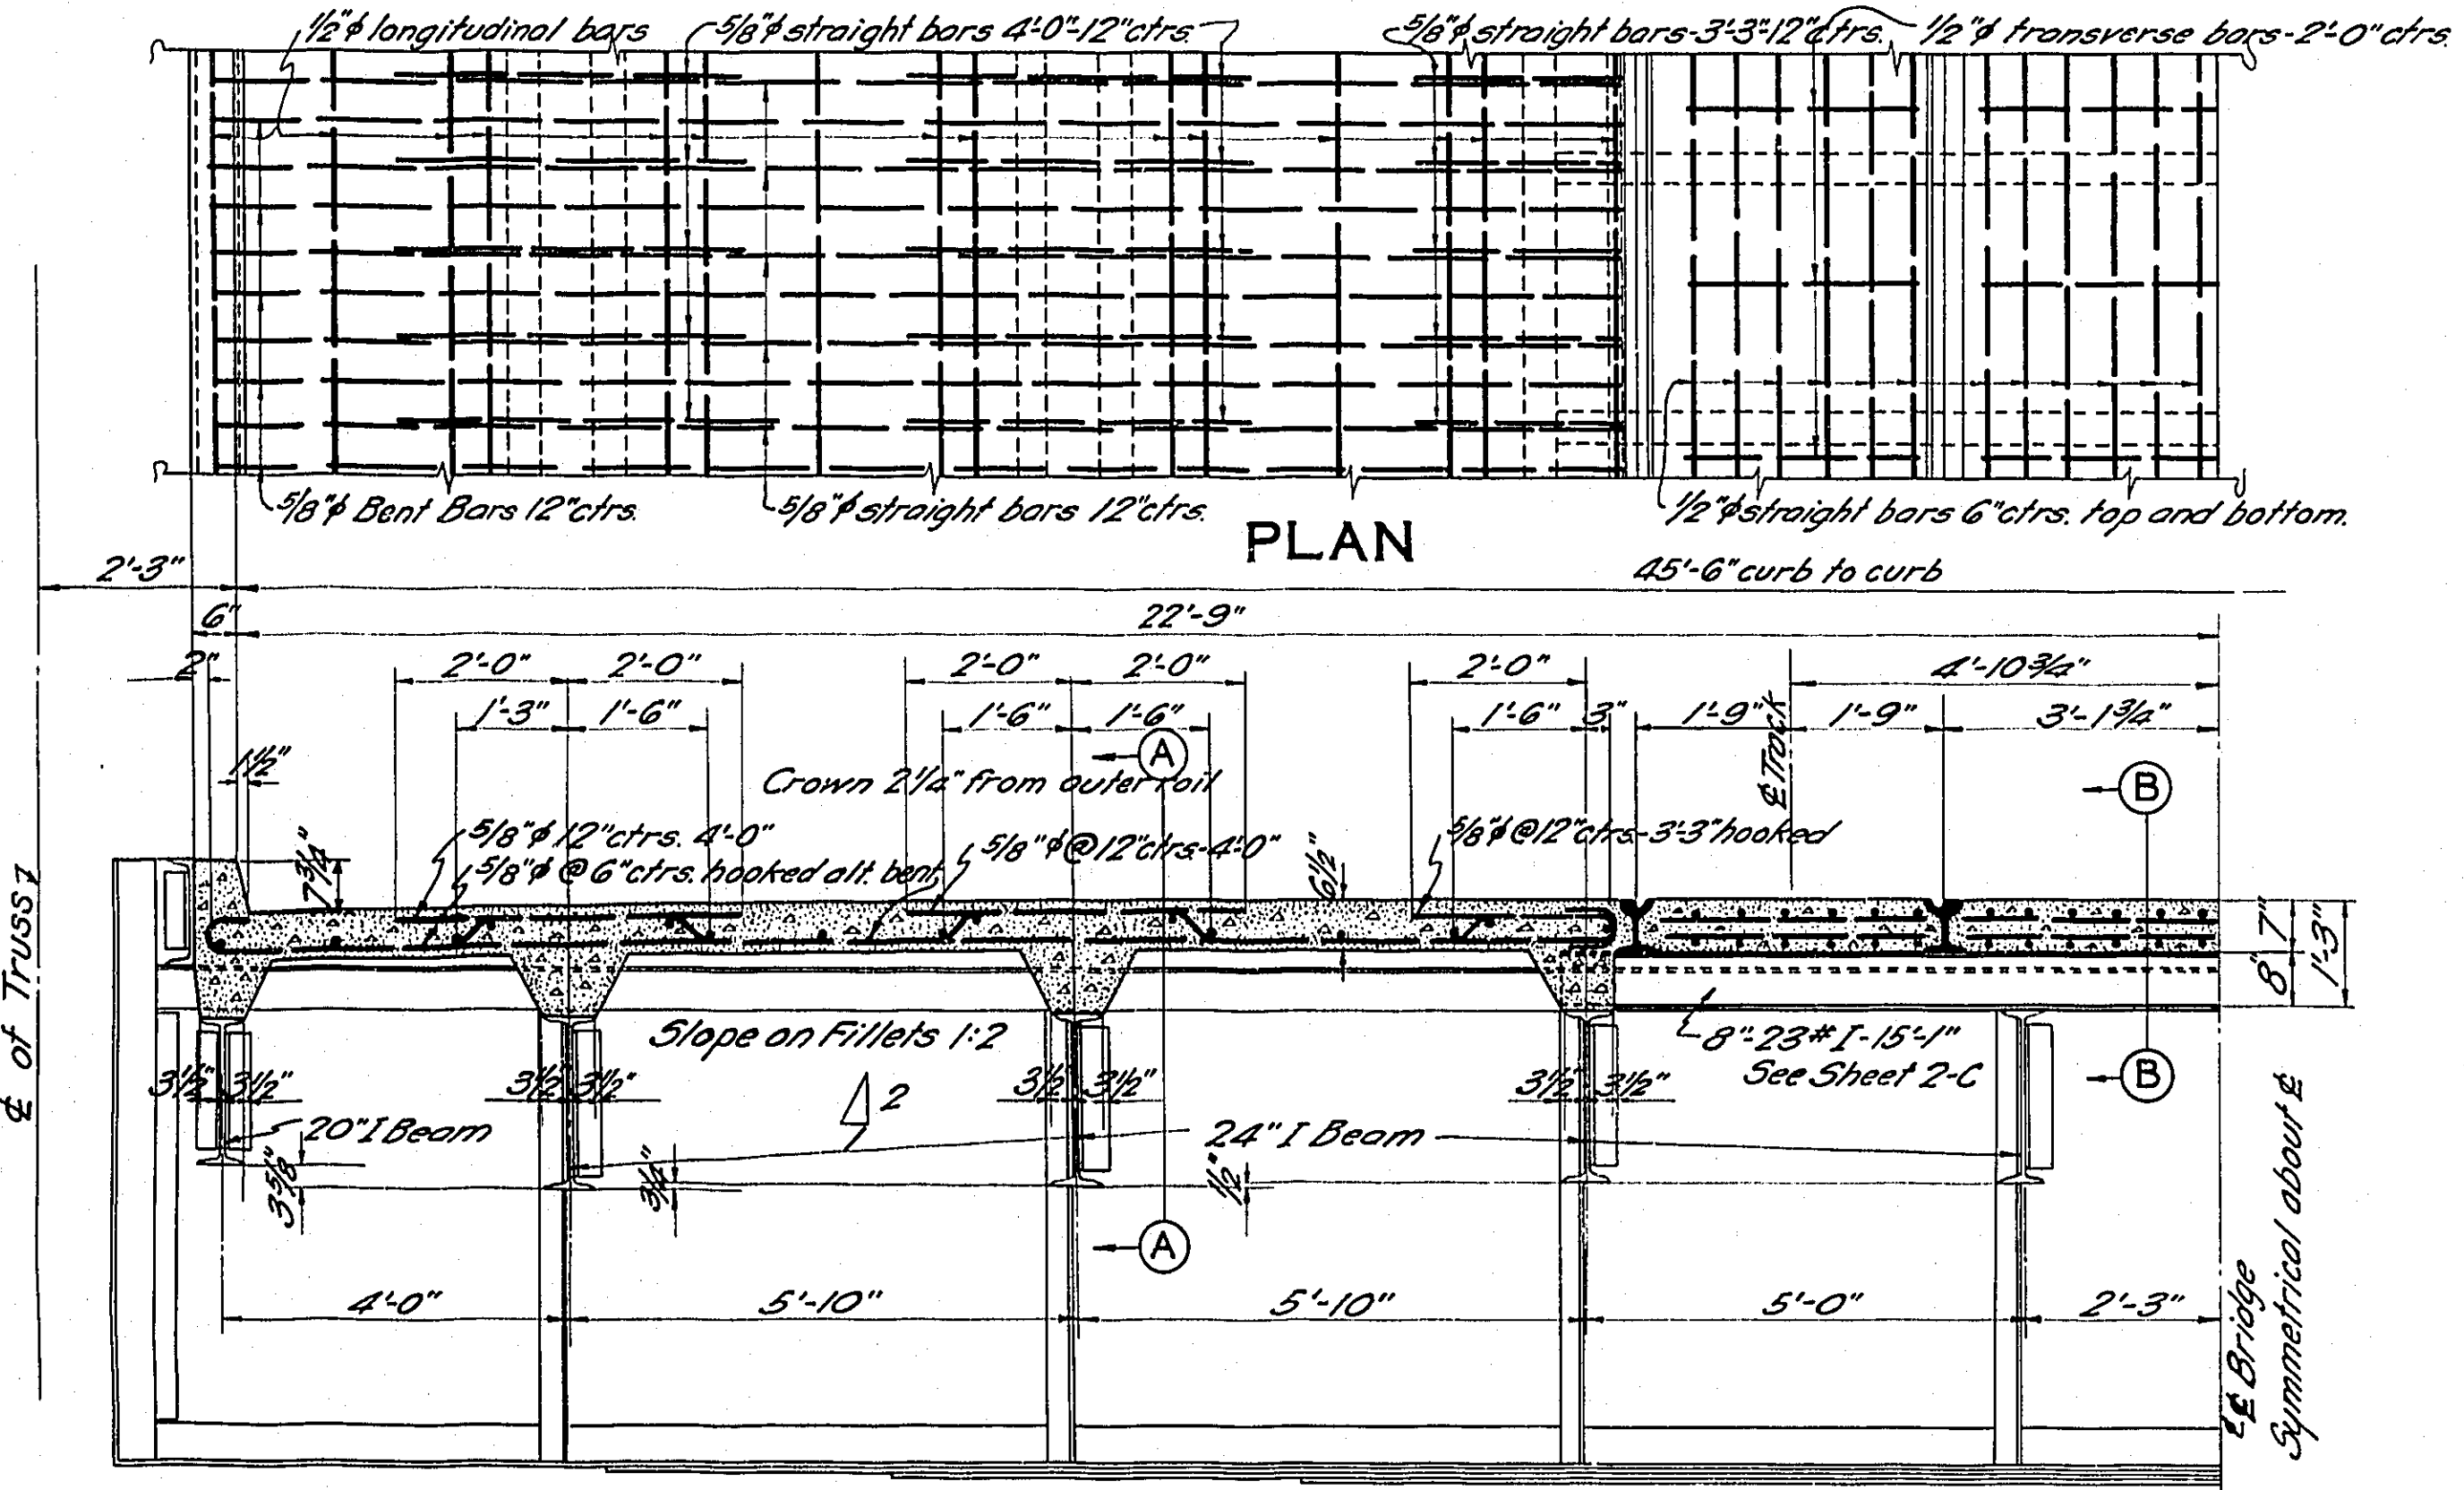 1/2"φ longitudinal bars
5/8"φ straight bars 4'-0"-12"ctrs.
5/8"φ straight bars-3'-3"-12"ctrs.
1/2"φ transverse bars-2'-0"ctrs.
5/8"φ Bent Bars 12"ctrs.
5/8"φ straight bars 12"ctrs.
1/2"φ straight bars 6"ctrs. top and bottom.
PLAN
2'-3"
45'-6" curb to curb
6"
22'-9"
2"
2'-0"
2'-0"
2'-0"
2'-0"
2'-0"
4'-10 3/4"
1'-3"
1'-6"
1'-6"
1'-6"
1'-6"
3"
1'-9"
1'-9"
3'-1 3/4"
℄ Track
1 1/2"
A
Crown 2 1/4" from outer rail
B
5/8"φ 12"ctrs. 4'-0"
5/8"φ @ 6"ctrs. hooked alt. bent
5/8"φ@12"ctrs-4'-0"
5/8"φ@12"ctrs-3'-3"hooked
7 3/4"
6 1/2"
7"
8"
1'-3"
℄ of Truss
Slope on Fillets 1:2
8"-23# I-15'-1"
See Sheet 2-C
B
3 1/2"
3 1/2"
3 1/2"
3 1/2"
3 1/2"
3 1/2"
3 1/2"
3 1/2"
2
1
20" I Beam
24" I Beam
3 5/8"
3/4"
1/2"
A
4'-0"
5'-10"
5'-10"
5'-0"
2'-3"
℄ Bridge
Symmetrical about ℄